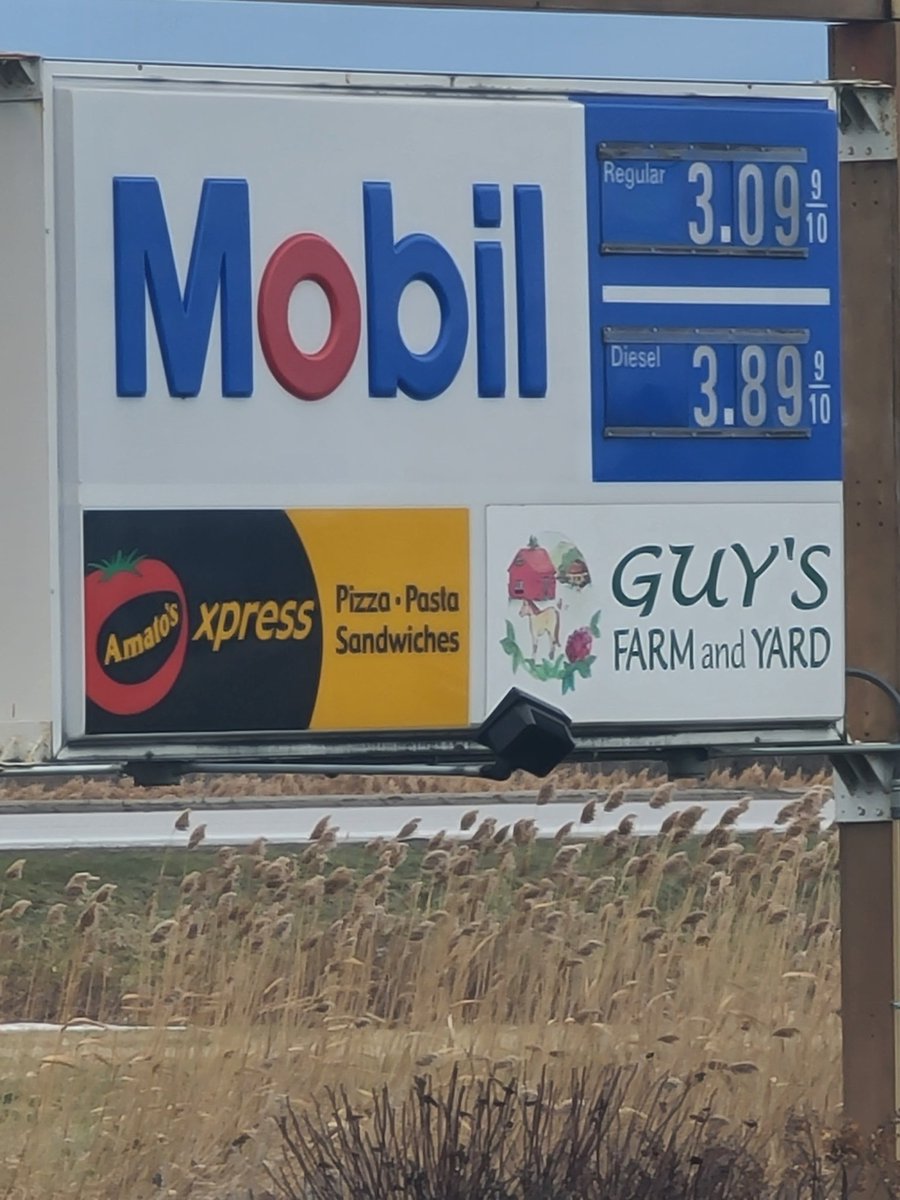 Mobil
Regular 3.09 9/10
Diesel 3.89 9/10
Amato's xpress
Pizza • Pasta
Sandwiches
GUY'S
FARM and YARD